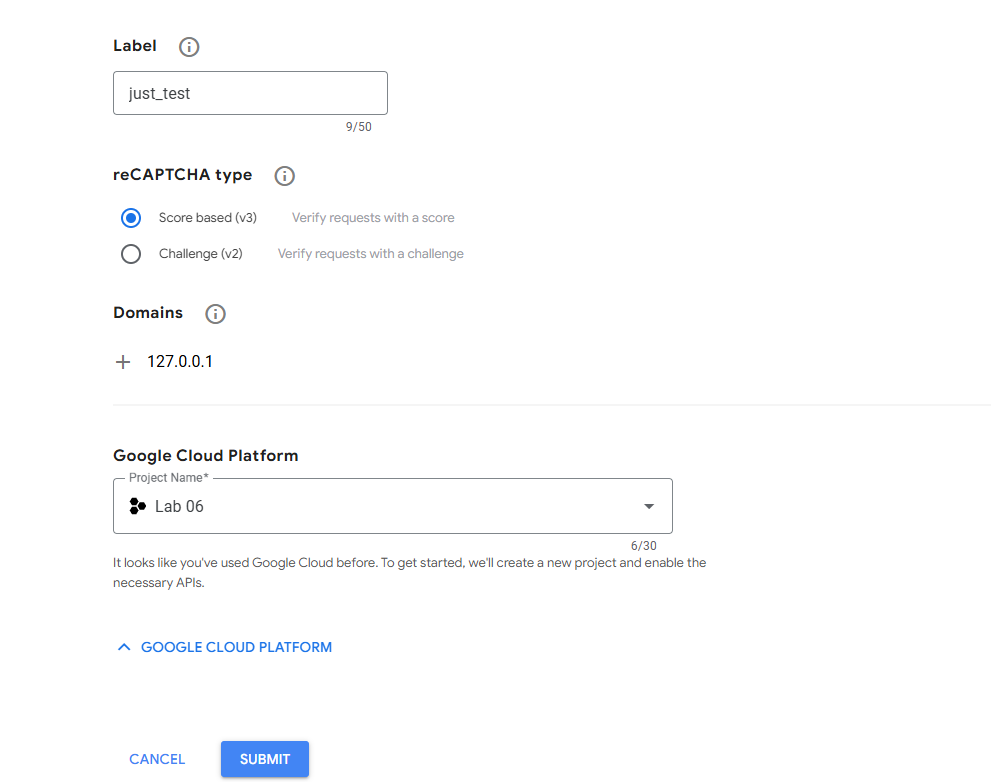 Label
just_test
9/50
reCAPTCHA type
Score based (v3) Verify requests with a score
Challenge (v2) Verify requests with a challenge
Domains
127.0.0.1
Google Cloud Platform
Project Name*
Lab 06
6/30
It looks like you've used Google Cloud before. To get started, we'll create a new project and enable the
necessary APIs.
GOOGLE CLOUD PLATFORM
CANCEL SUBMIT